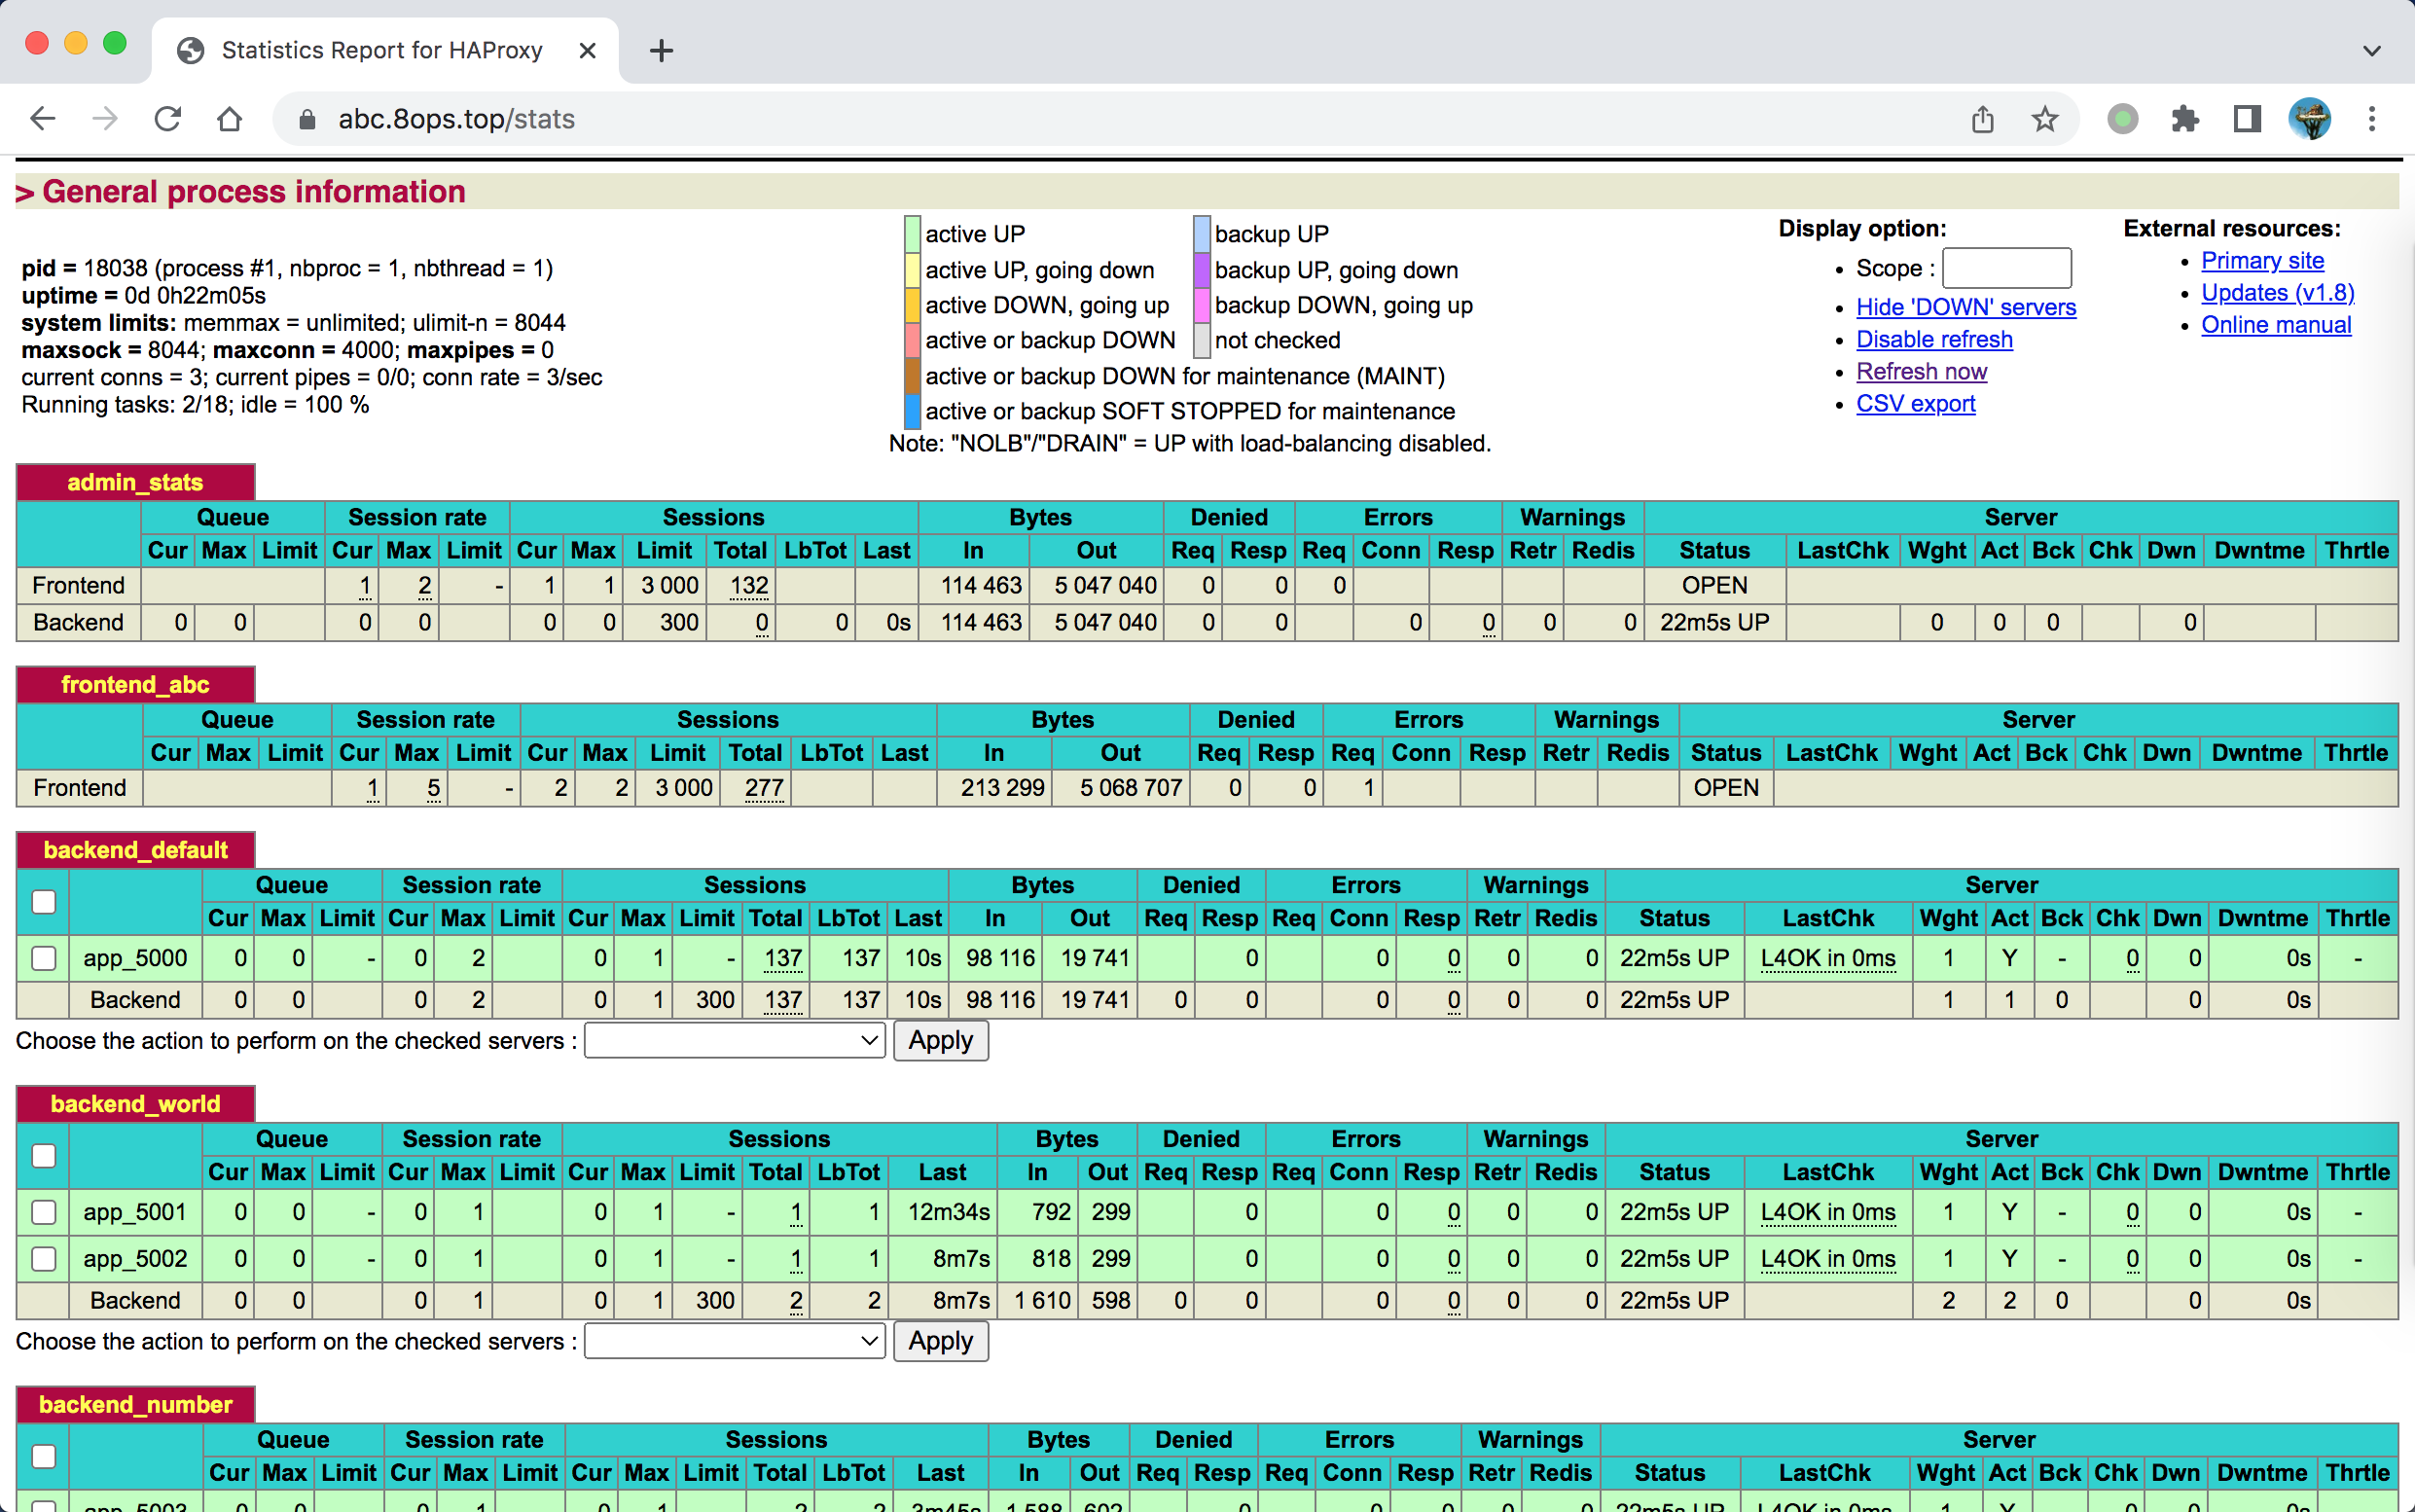 Statistics Report for HAProxy
abc.8ops.top/stats
> General process information
pid = 18038 (process #1, nbproc = 1, nbthread = 1)
uptime = 0d 0h22m05s
system limits: memmax = unlimited; ulimit-n = 8044
maxsock = 8044; maxconn = 4000; maxpipes = 0
current conns = 3; current pipes = 0/0; conn rate = 3/sec
Running tasks: 2/18; idle = 100 %
active UP backup UP
active UP, going down backup UP, going down
active DOWN, going up backup DOWN, going up
active or backup DOWN not checked
active or backup DOWN for maintenance (MAINT)
active or backup SOFT STOPPED for maintenance
Note: "NOLB"/"DRAIN" = UP with load-balancing disabled.
Display option:
• Scope :
• Hide 'DOWN' servers
• Disable refresh
• Refresh now
• CSV export
External resources:
• Primary site
• Updates (v1.8)
• Online manual
admin_stats
Queue Session rate Sessions Bytes Denied Errors Warnings Server
Cur Max Limit Cur Max Limit Cur Max Limit Total LbTot Last In Out Req Resp Req Conn Resp Retr Redis Status LastChk Wght Act Bck Chk Dwn Dwntme Thrtle
Frontend 1 2 - 1 1 3 000 132 114 463 5 047 040 0 0 0 OPEN
Backend 0 0 0 0 0 0 300 0 0 0s 114 463 5 047 040 0 0 0 0 0 0 22m5s UP 0 0 0 0
frontend_abc
Queue Session rate Sessions Bytes Denied Errors Warnings Server
Cur Max Limit Cur Max Limit Cur Max Limit Total LbTot Last In Out Req Resp Req Conn Resp Retr Redis Status LastChk Wght Act Bck Chk Dwn Dwntme Thrtle
Frontend 1 5 - 2 2 3 000 277 213 299 5 068 707 0 0 1 OPEN
backend_default
Queue Session rate Sessions Bytes Denied Errors Warnings Server
Cur Max Limit Cur Max Limit Cur Max Limit Total LbTot Last In Out Req Resp Req Conn Resp Retr Redis Status LastChk Wght Act Bck Chk Dwn Dwntme Thrtle
app_5000 0 0 - 0 2 0 1 - 137 137 10s 98 116 19 741 0 0 0 0 0 22m5s UP L4OK in 0ms 1 Y - 0 0 0s -
Backend 0 0 0 2 0 1 300 137 137 10s 98 116 19 741 0 0 0 0 0 0 22m5s UP 1 1 0 0 0s
Choose the action to perform on the checked servers : Apply
backend_world
Queue Session rate Sessions Bytes Denied Errors Warnings Server
Cur Max Limit Cur Max Limit Cur Max Limit Total LbTot Last In Out Req Resp Req Conn Resp Retr Redis Status LastChk Wght Act Bck Chk Dwn Dwntme Thrtle
app_5001 0 0 - 0 1 0 1 - 1 1 12m34s 792 299 0 0 0 0 0 22m5s UP L4OK in 0ms 1 Y - 0 0 0s -
app_5002 0 0 - 0 1 0 1 - 1 1 8m7s 818 299 0 0 0 0 0 22m5s UP L4OK in 0ms 1 Y - 0 0 0s -
Backend 0 0 0 1 0 1 300 2 2 8m7s 1 610 598 0 0 0 0 0 0 22m5s UP 2 2 0 0 0s
Choose the action to perform on the checked servers : Apply
backend_number
Queue Session rate Sessions Bytes Denied Errors Warnings Server
Cur Max Limit Cur Max Limit Cur Max Limit Total LbTot Last In Out Req Resp Req Conn Resp Retr Redis Status LastChk Wght Act Bck Chk Dwn Dwntme Thrtle